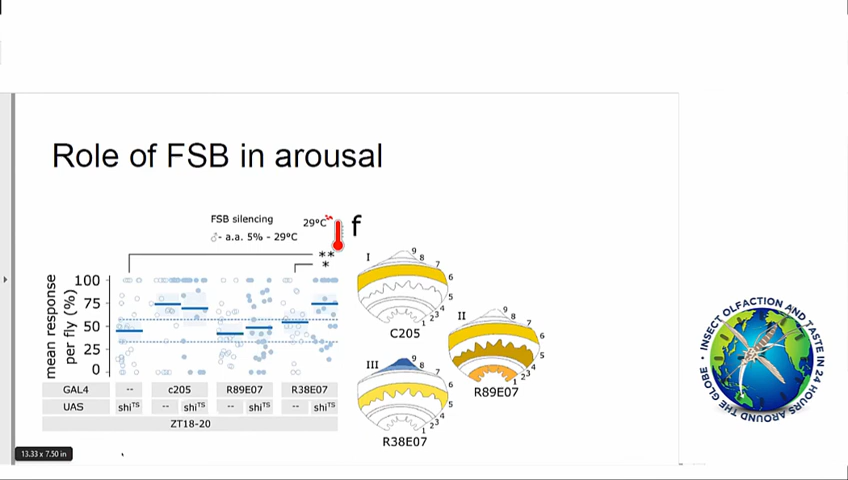 Role of FSB in arousal
FSB silencing
29°C
♂- a.a. 5% - 29°C
f
**
*
mean response
per fly (%)
100
75
50
25
0
GAL4 -- c205 R89E07 R38E07
UAS shiTS -- shiTS -- shiTS -- shiTS
ZT18-20
I
9
8
7
6
5
4
3
2
1
C205
II
9
8
7
6
5
4
3
2
1
R89E07
III
9
8
7
6
5
4
3
2
1
R38E07
• INSECT OLFACTION AND TASTE IN 24 HOURS AROUND THE GLOBE
13.33 x 7.50 in